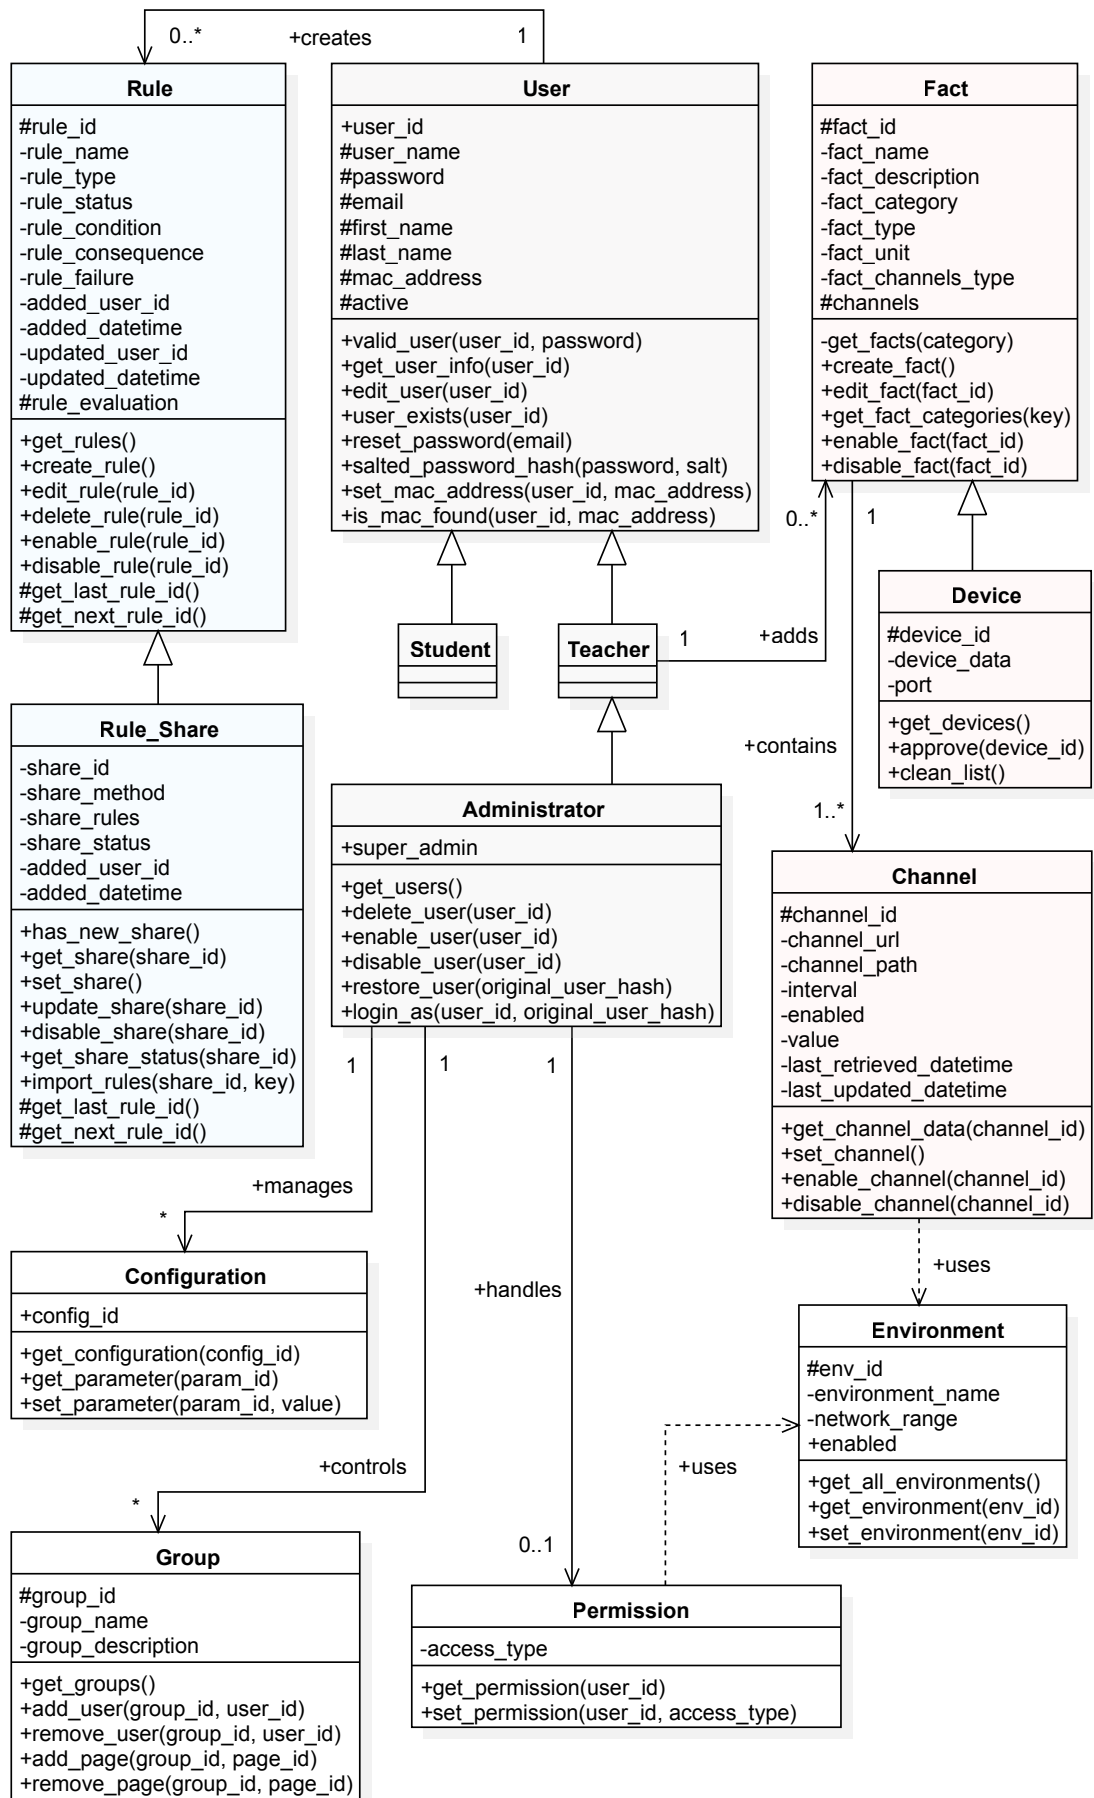 0..*
+creates
1
Rule
#rule_id
-rule_name
-rule_type
-rule_status
-rule_condition
-rule_consequence
-rule_failure
-added_user_id
-added_datetime
-updated_user_id
-updated_datetime
#rule_evaluation
+get_rules()
+create_rule()
+edit_rule(rule_id)
+delete_rule(rule_id)
+enable_rule(rule_id)
+disable_rule(rule_id)
#get_last_rule_id()
#get_next_rule_id()
User
+user_id
#user_name
#password
#email
#first_name
#last_name
#mac_address
#active
+valid_user(user_id, password)
+get_user_info(user_id)
+edit_user(user_id)
+user_exists(user_id)
+reset_password(email)
+salted_password_hash(password, salt)
+set_mac_address(user_id, mac_address)
+is_mac_found(user_id, mac_address)
Fact
#fact_id
-fact_name
-fact_description
-fact_category
-fact_type
-fact_unit
-fact_channels_type
#channels
-get_facts(category)
+create_fact()
+edit_fact(fact_id)
+get_fact_categories(key)
+enable_fact(fact_id)
+disable_fact(fact_id)
0..*
1
Student
Teacher
1
+adds
Device
#device_id
-device_data
-port
+get_devices()
+approve(device_id)
+clean_list()
Rule_Share
-share_id
-share_method
-share_rules
-share_status
-added_user_id
-added_datetime
+has_new_share()
+get_share(share_id)
+set_share()
+update_share(share_id)
+disable_share(share_id)
+get_share_status(share_id)
+import_rules(share_id, key)
#get_last_rule_id()
#get_next_rule_id()
Administrator
+super_admin
+get_users()
+delete_user(user_id)
+enable_user(user_id)
+disable_user(user_id)
+restore_user(original_user_hash)
+login_as(user_id, original_user_hash)
+contains
1..*
Channel
#channel_id
-channel_url
-channel_path
-interval
-enabled
-value
-last_retrieved_datetime
-last_updated_datetime
+get_channel_data(channel_id)
+set_channel()
+enable_channel(channel_id)
+disable_channel(channel_id)
1
1
1
+manages
*
Configuration
+config_id
+get_configuration(config_id)
+get_parameter(param_id)
+set_parameter(param_id, value)
+handles
+uses
Environment
#env_id
-environment_name
-network_range
+enabled
+get_all_environments()
+get_environment(env_id)
+set_environment(env_id)
+controls
*
+uses
0..1
Group
#group_id
-group_name
-group_description
+get_groups()
+add_user(group_id, user_id)
+remove_user(group_id, user_id)
+add_page(group_id, page_id)
+remove_page(group_id, page_id)
Permission
-access_type
+get_permission(user_id)
+set_permission(user_id, access_type)